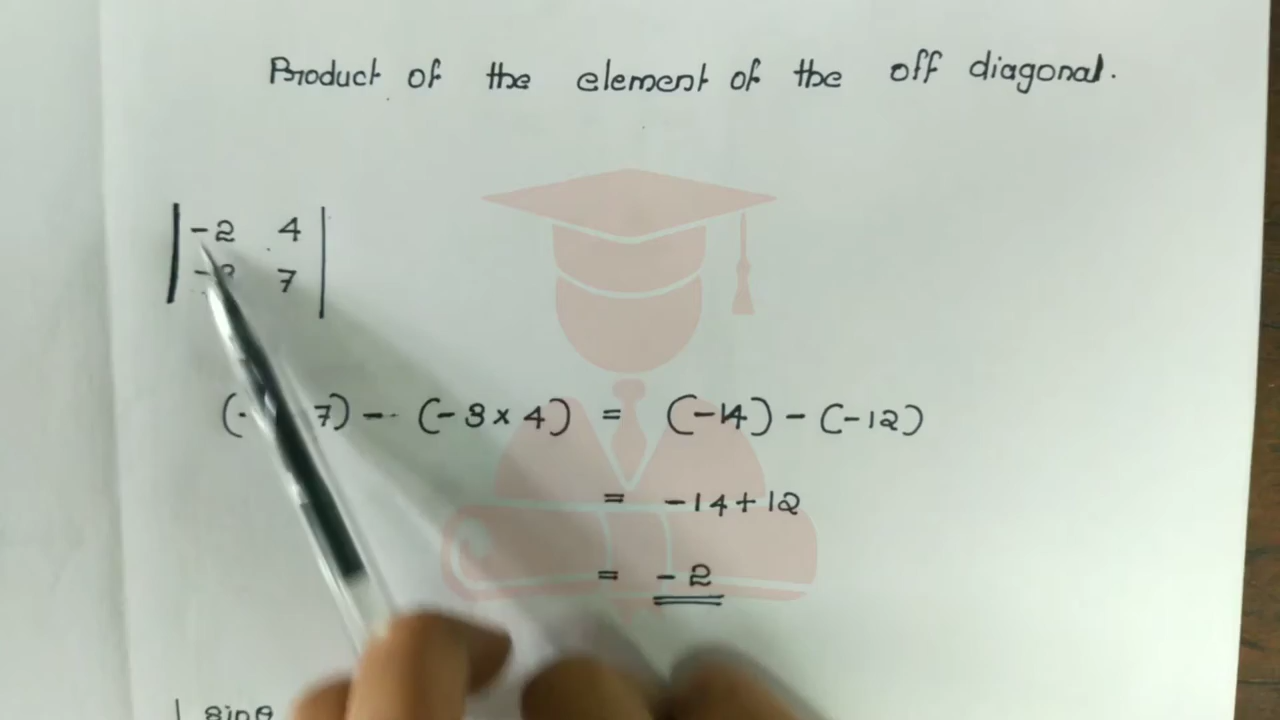 Product of the element of the off diagonal.
| -2 4 |
| - 7 |
(- 7) - (-3 x 4) = (-14) - (-12)
= -14+12
= -2
| sinθ